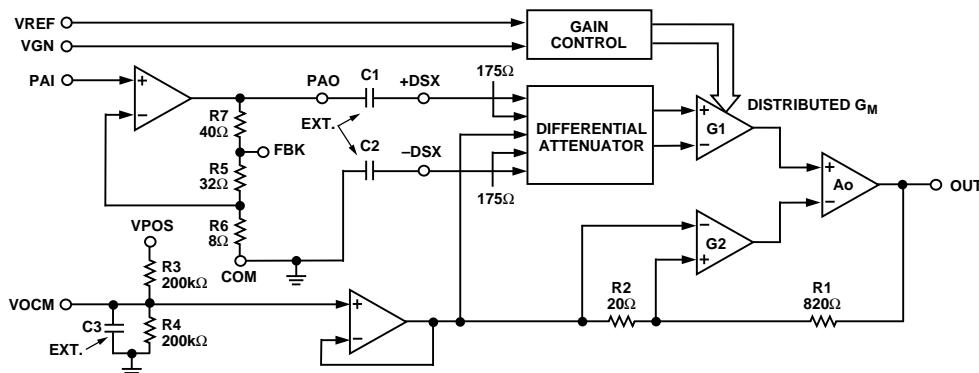 VREF
VGN
GAIN
CONTROL
PAI
+
−
PAO
C1
+DSX
175Ω
DISTRIBUTED GM
R7
40Ω
EXT.
FBK
C2
−DSX
DIFFERENTIAL
ATTENUATOR
+
G1
−
R5
32Ω
175Ω
+
Ao
−
OUT
VPOS
R6
8Ω
COM
−
G2
+
R3
200kΩ
VOCM
C3
EXT.
R4
200kΩ
+
−
R2
20Ω
R1
820Ω